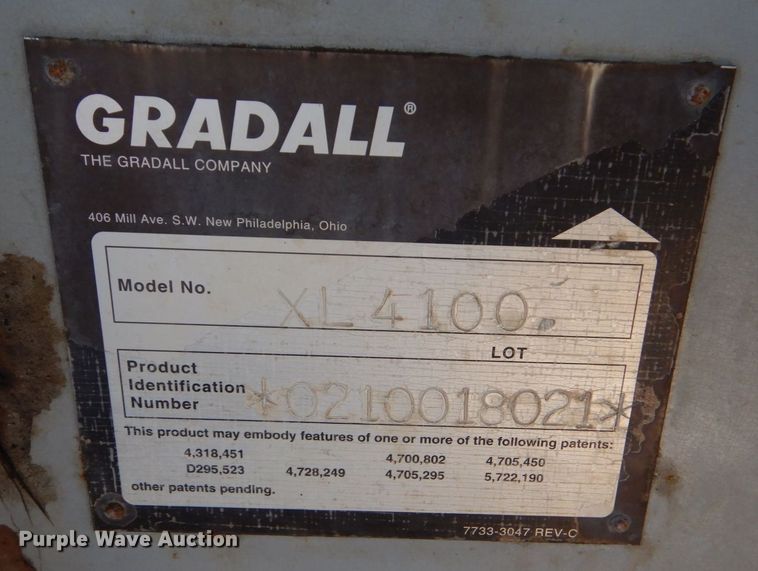 GRADALL®
THE GRADALL COMPANY
406 Mill Ave. S.W. New Philadelphia, Ohio
Model No. XL4100
LOT
Product
Identification
Number *0210018021*
This product may embody features of one or more of the following patents:
4,318,451 4,700,802 4,705,450
D295,523 4,728,249 4,705,295 5,722,190
other patents pending.
7733-3047 REV-C
Purple Wave Auction